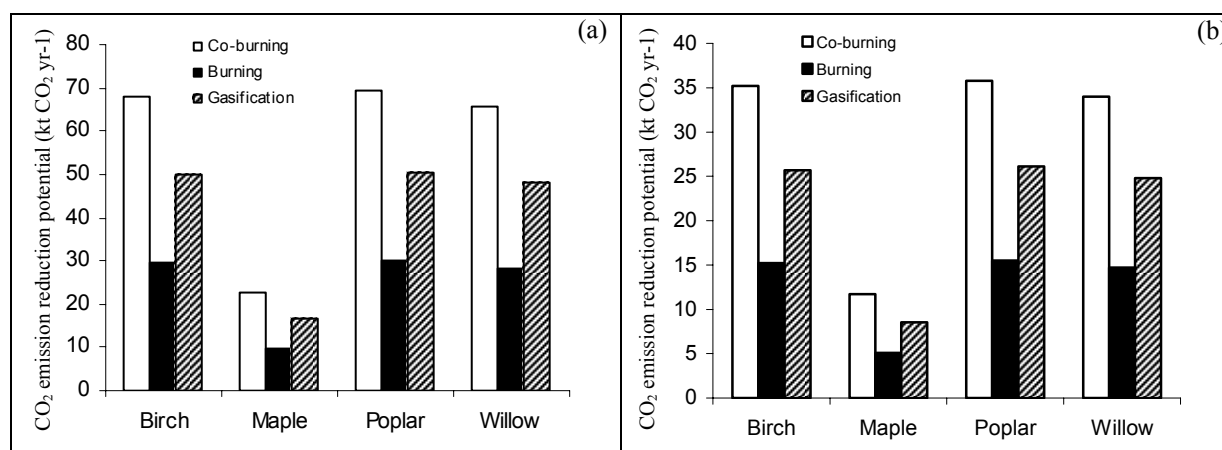 (a)
CO₂ emission reduction potential (kt CO₂ yr-1)
80
70
60
50
40
30
20
10
0
Co-burning
Burning
Gasification
Birch Maple Poplar Willow
(b)
CO₂ emission reduction potential (kt CO₂ yr-1)
40
35
30
25
20
15
10
5
0
Co-burning
Burning
Gasification
Birch Maple Poplar Willow